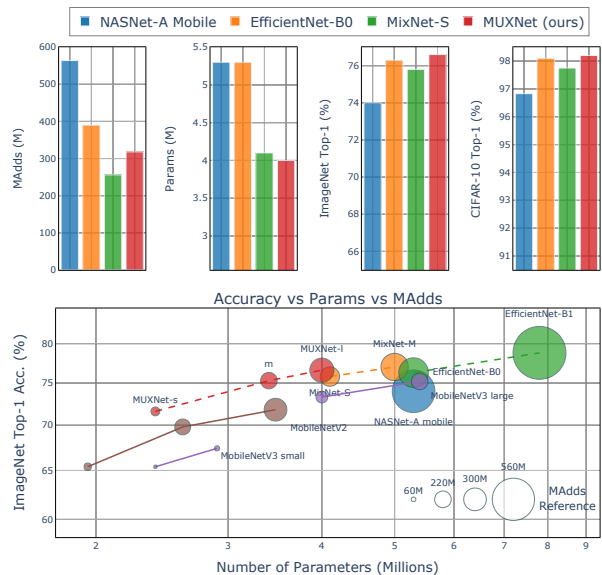 NASNet-A Mobile EfficientNet-B0 MixNet-S MUXNet (ours)
MAdds (M)
600
500
400
300
200
100
0
Params (M)
5.5
5
4.5
4
3.5
3
ImageNet Top-1 (%)
76
74
72
70
68
66
CIFAR-10 Top-1 (%)
98
97
96
95
94
93
92
91
Accuracy vs Params vs MAdds
ImageNet Top-1 Acc. (%)
80
75
70
65
60
EfficientNet-B1
MUXNet-l
MixNet-M
m
EfficientNet-B0
MixNet-S
MobileNetV3 large
MUXNet-s
NASNet-A mobile
MobileNetV2
MobileNetV3 small
60M
220M
300M
560M
MAdds
Reference
2 3 4 5 6 7 8 9
Number of Parameters (Millions)